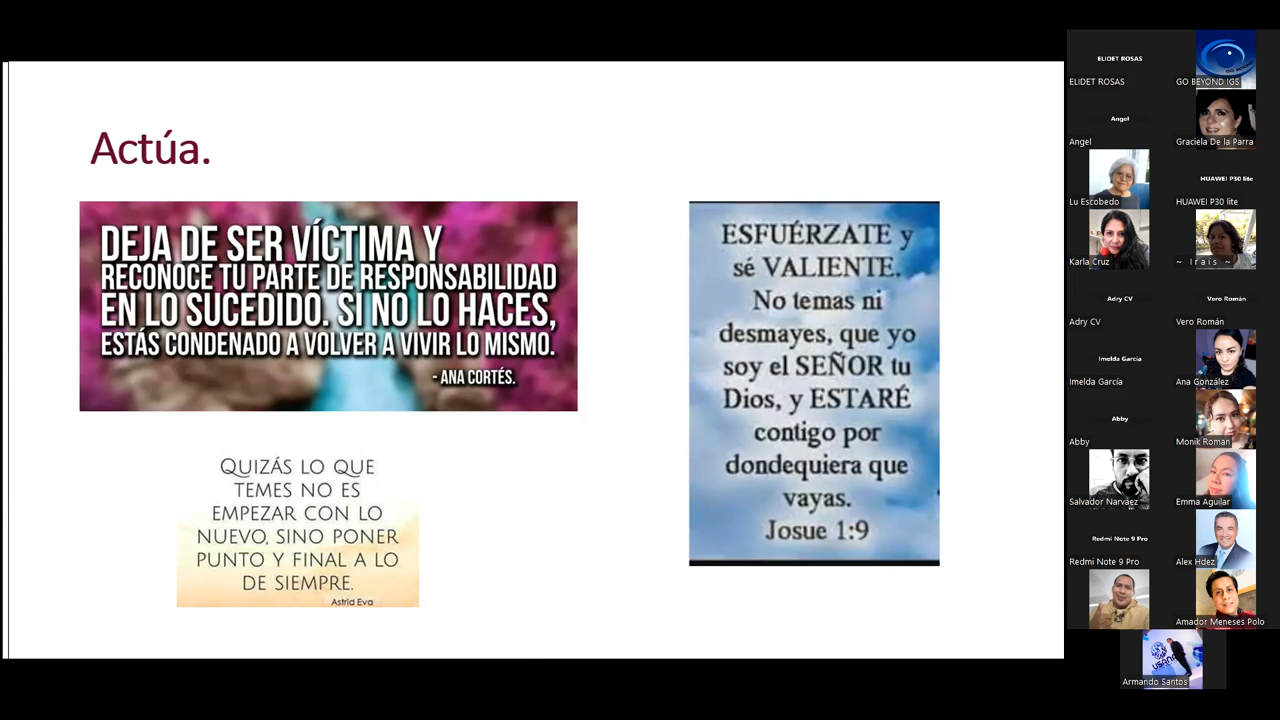 Actúa.
DEJA DE SER VÍCTIMA Y
RECONOCE TU PARTE DE RESPONSABILIDAD
EN LO SUCEDIDO. SI NO LO HACES,
ESTÁS CONDENADO A VOLVER A VIVIR LO MISMO.
- ANA CORTÉS.
QUIZÁS LO QUE
TEMES NO ES
EMPEZAR CON LO
NUEVO, SINO PONER
PUNTO Y FINAL A LO
DE SIEMPRE.
Astrid Eva
ESFUÉRZATE y
sé VALIENTE.
No temas ni
desmayes, que yo
soy el SEÑOR tu
Dios, y ESTARÉ
contigo por
dondequiera que
vayas.
Josue 1:9
ELIDET ROSAS
ELIDET ROSAS
GO BEYOND IGS
Angel
Angel
Graciela De la Parra
Lu Escobedo
HUAWEI P30 lite
HUAWEI P30 lite
Karla Cruz
~ I r a í s ~
Adry CV
Adry CV
Vero Román
Vero Román
Imelda García
Imelda García
Ana González
Abby
Abby
Monik Roman
Salvador Narváez
Emma Aguilar
Redmi Note 9 Pro
Redmi Note 9 Pro
Alex Hdez
Amador Meneses Polo
USANA
Armando Santos